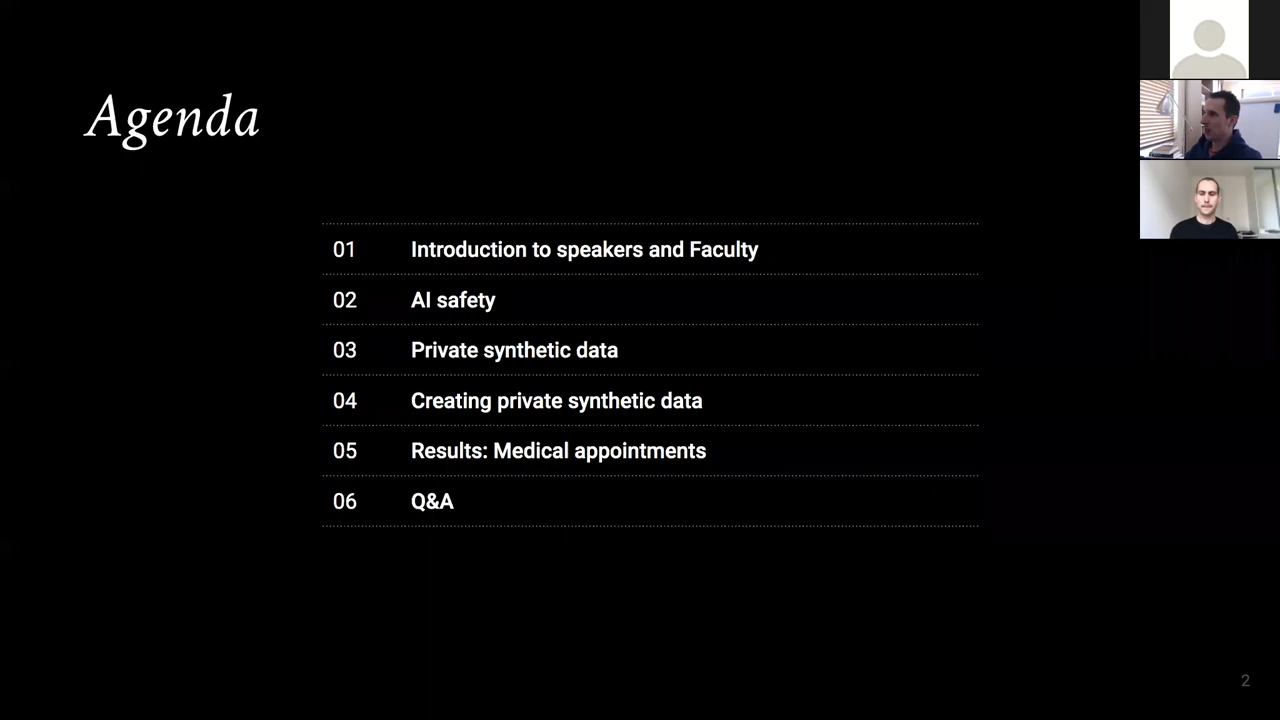 Agenda
01 Introduction to speakers and Faculty
02 AI safety
03 Private synthetic data
04 Creating private synthetic data
05 Results: Medical appointments
06 Q&A
2